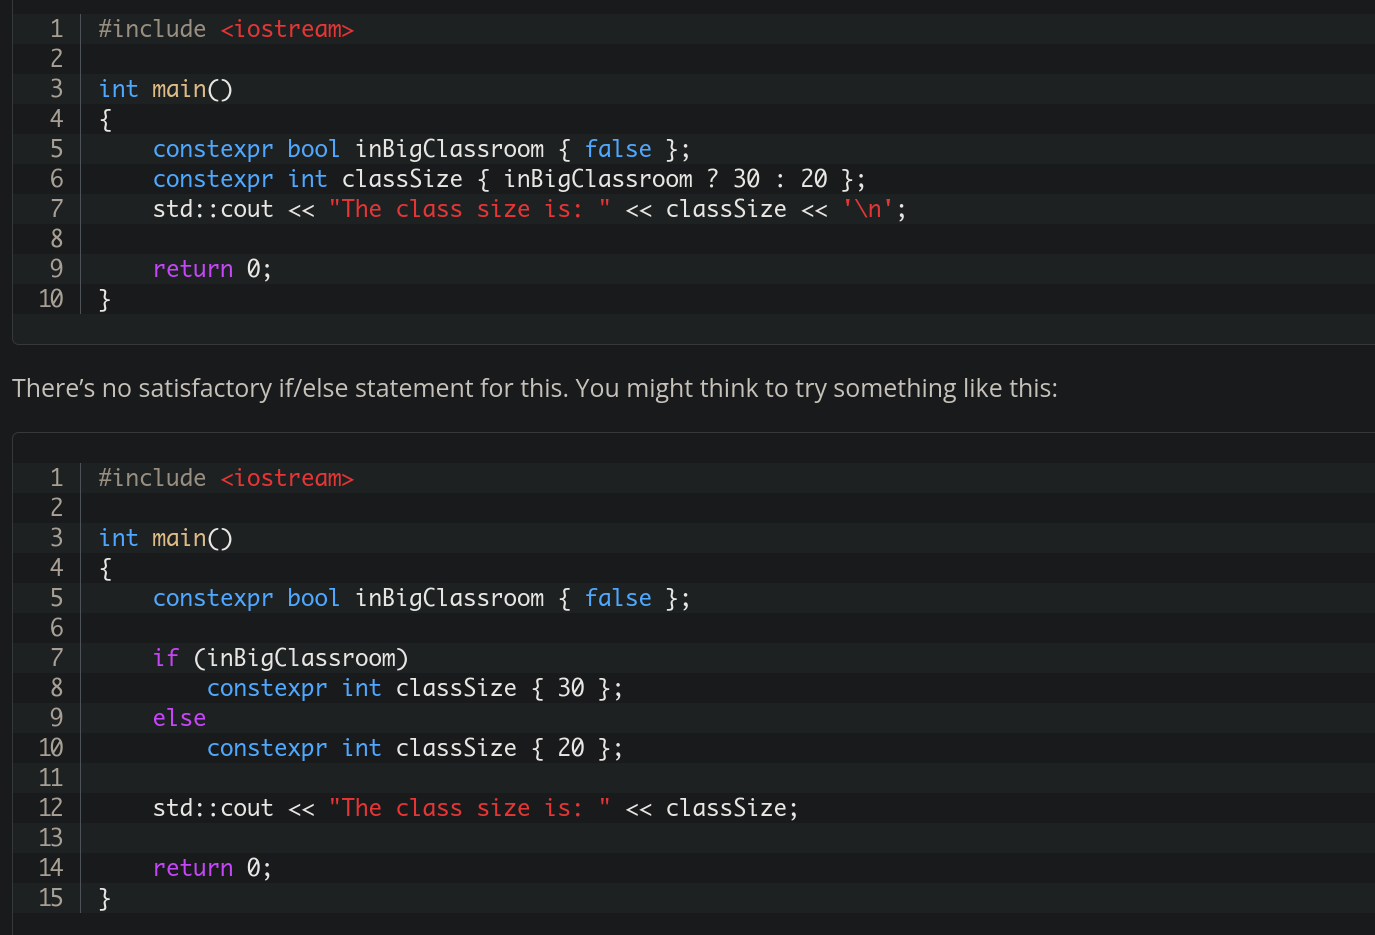 1 #include <iostream>
2
3 int main()
4 {
5     constexpr bool inBigClassroom { false };
6     constexpr int classSize { inBigClassroom ? 30 : 20 };
7     std::cout << "The class size is: " << classSize << '\n';
8
9     return 0;
10 }
There’s no satisfactory if/else statement for this. You might think to try something like this:
1 #include <iostream>
2
3 int main()
4 {
5     constexpr bool inBigClassroom { false };
6
7     if (inBigClassroom)
8         constexpr int classSize { 30 };
9     else
10         constexpr int classSize { 20 };
11
12     std::cout << "The class size is: " << classSize;
13
14     return 0;
15 }